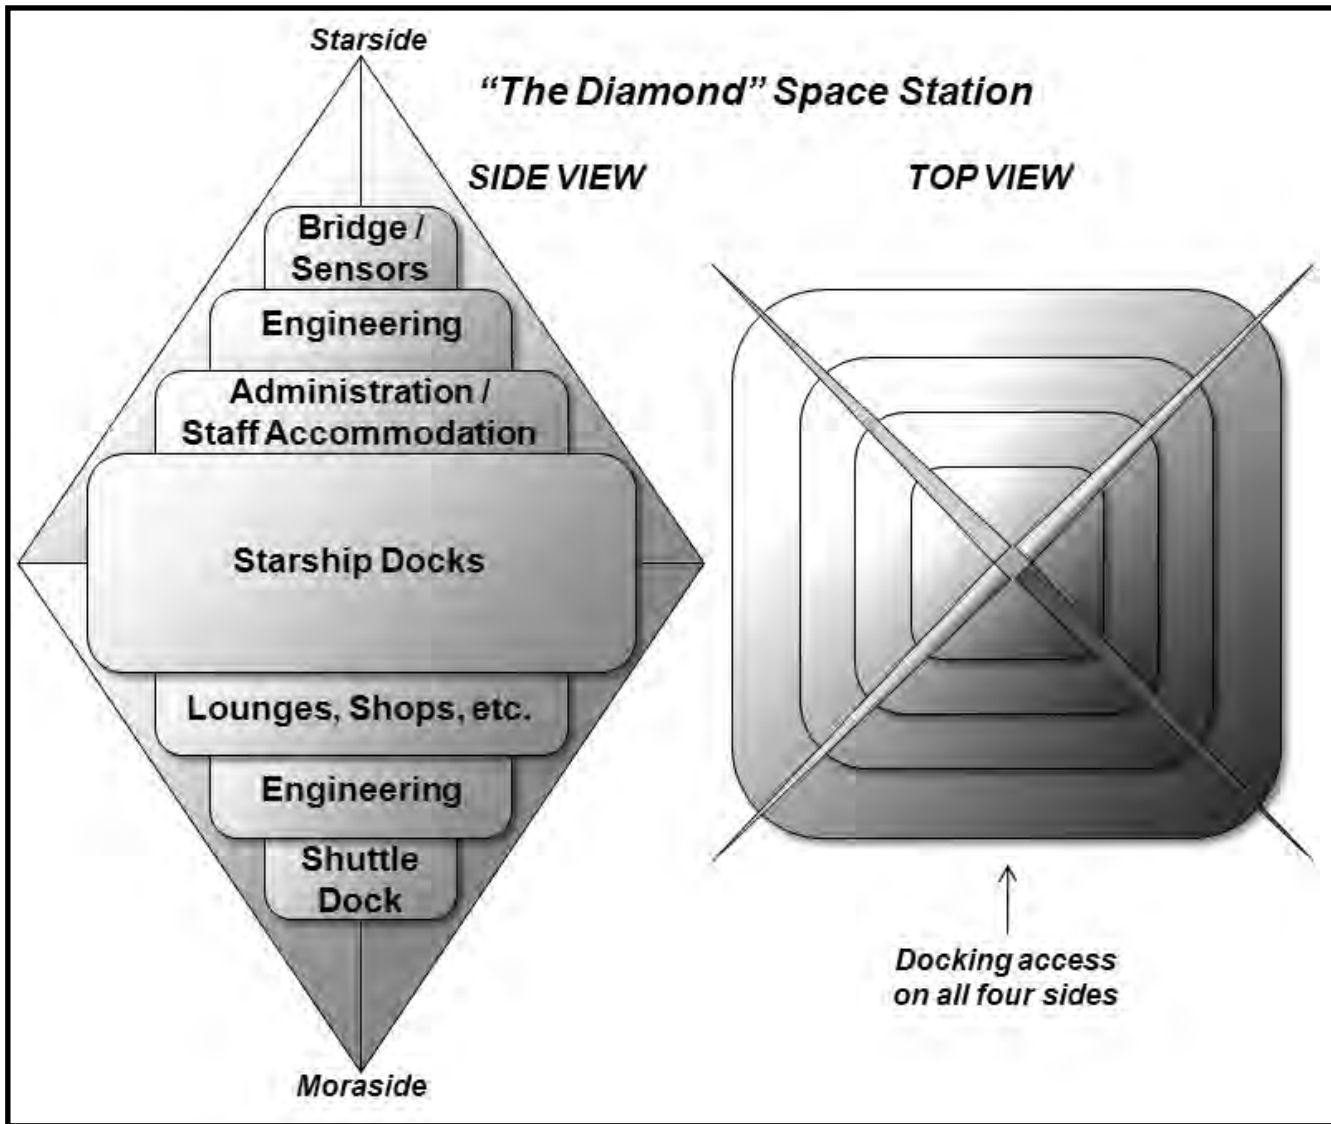 Starside
“The Diamond” Space Station
SIDE VIEW
TOP VIEW
Bridge /
Sensors
Engineering
Administration /
Staff Accommodation
Starship Docks
Lounges, Shops, etc.
Engineering
Shuttle
Dock
Moraside
Docking access
on all four sides